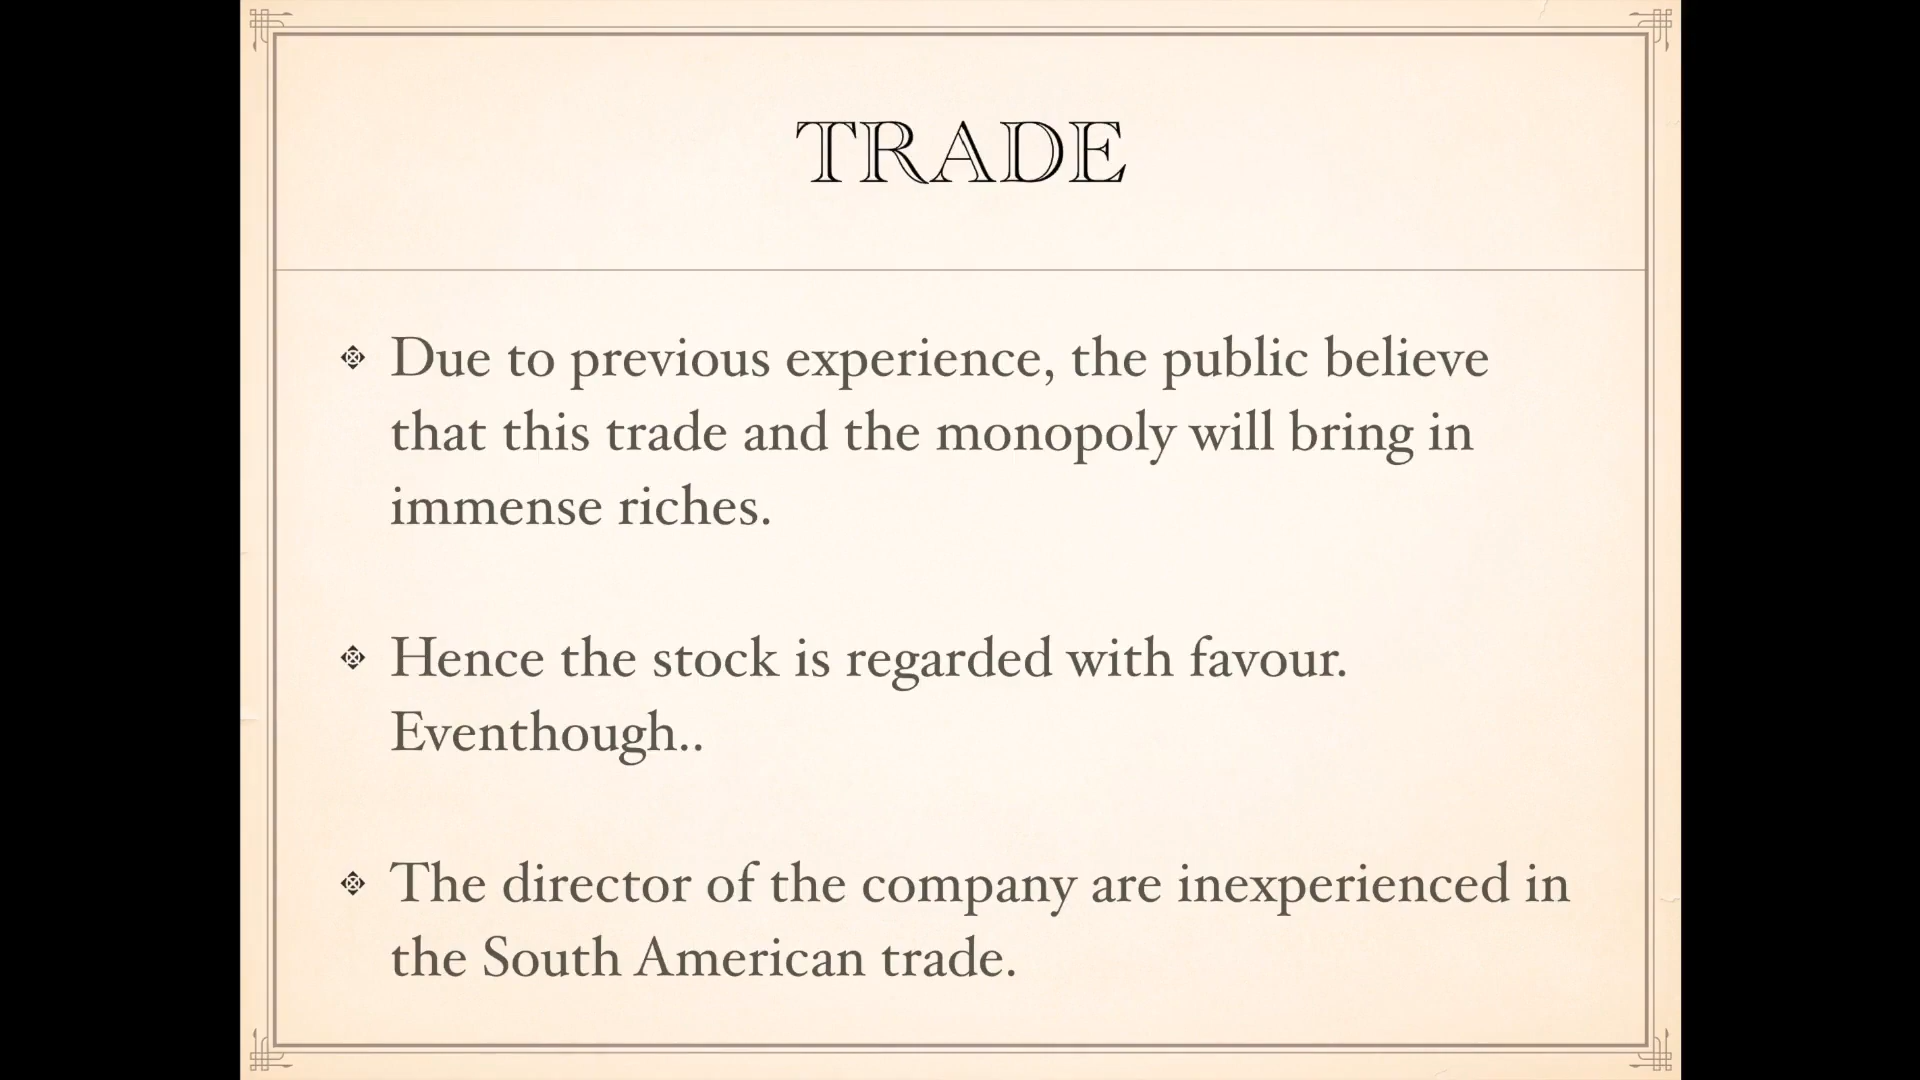 TRADE
Due to previous experience, the public believe
that this trade and the monopoly will bring in
immense riches.
Hence the stock is regarded with favour.
Eventhough..
The director of the company are inexperienced in
the South American trade.